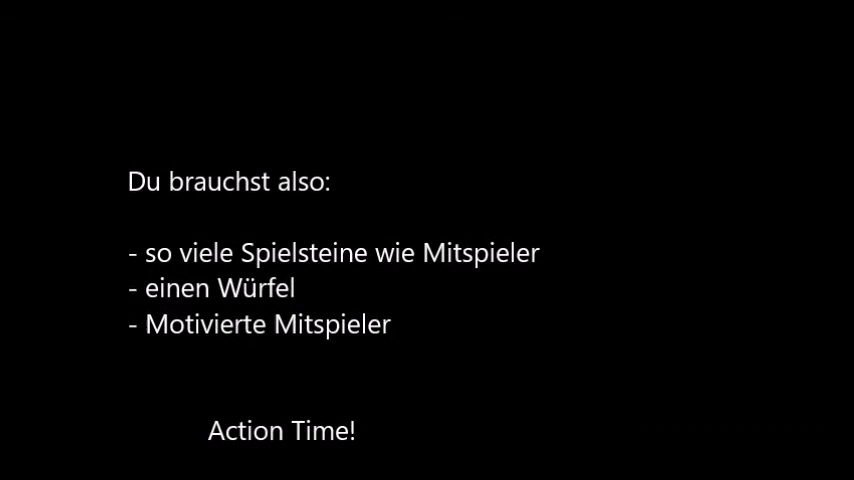 Du brauchst also:
- so viele Spielsteine wie Mitspieler
- einen Würfel
- Motivierte Mitspieler
Action Time!